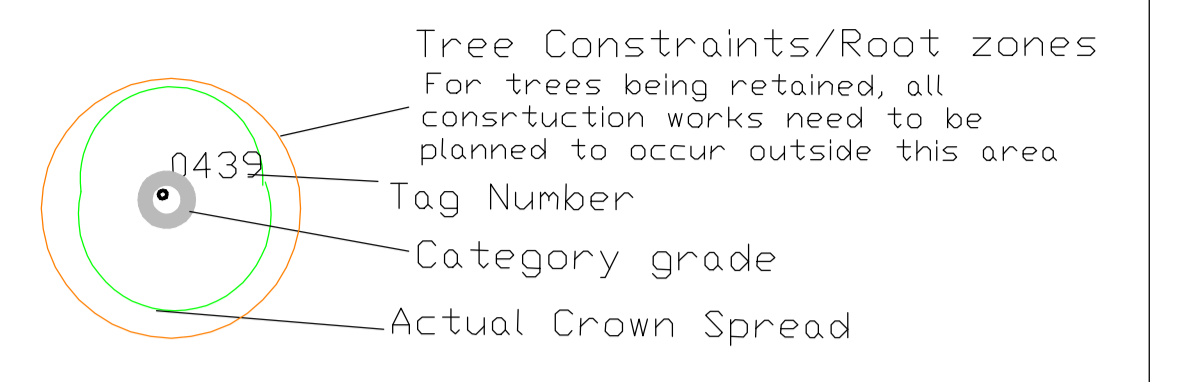 Tree Constraints/Root zones
For trees being retained, all
consrtuction works need to be
planned to occur outside this area
0439
Tag Number
Category grade
Actual Crown Spread